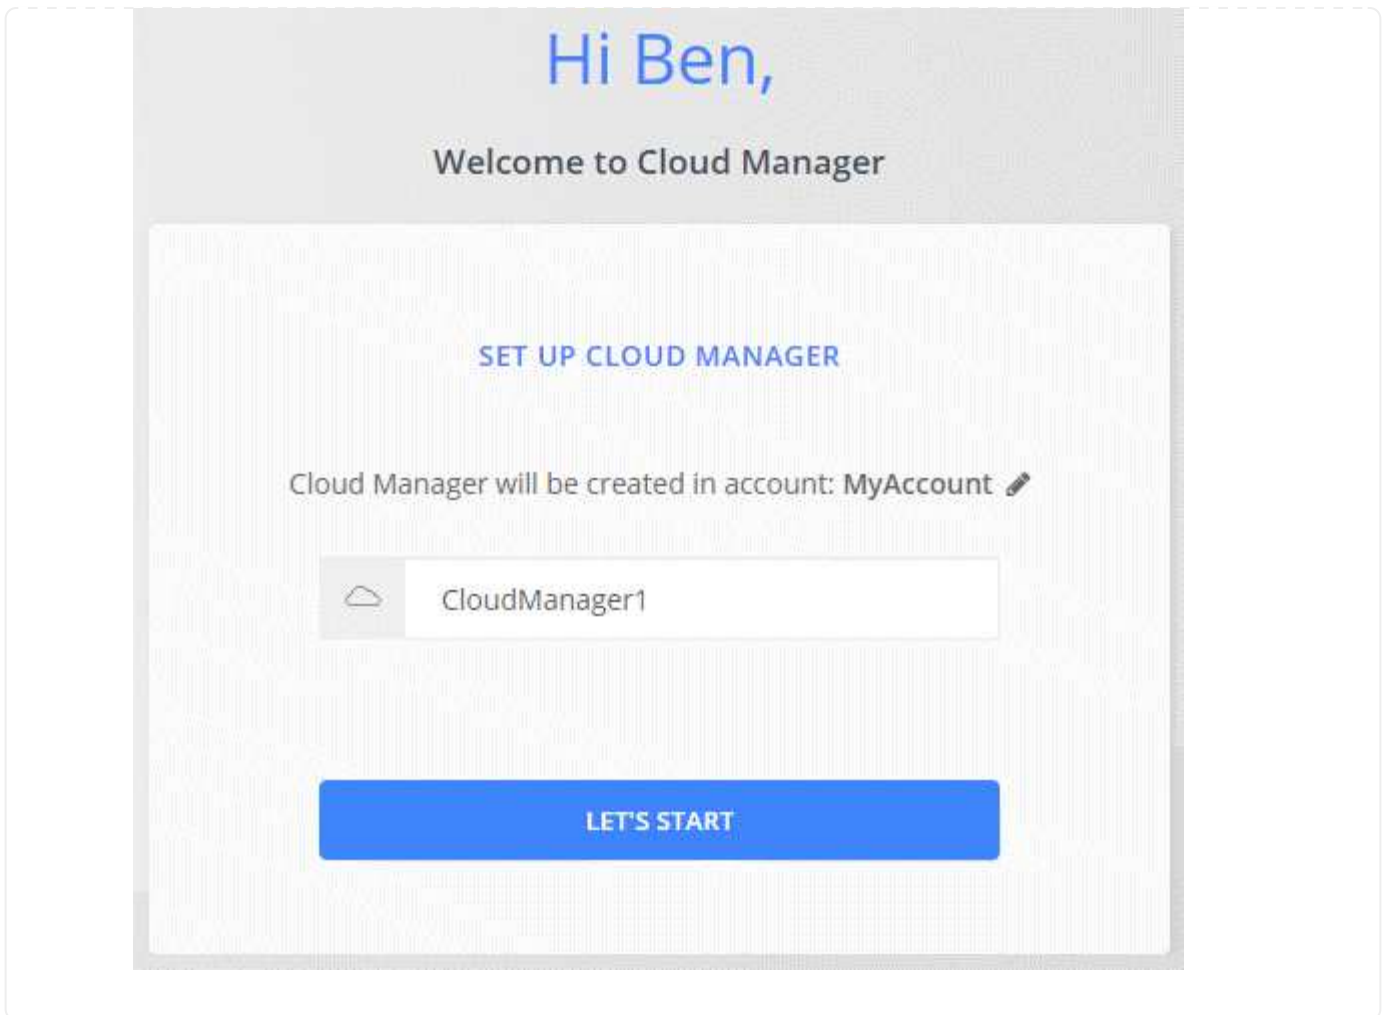 Hi Ben,
Welcome to Cloud Manager
SET UP CLOUD MANAGER
Cloud Manager will be created in account: MyAccount
CloudManager1
LET'S START